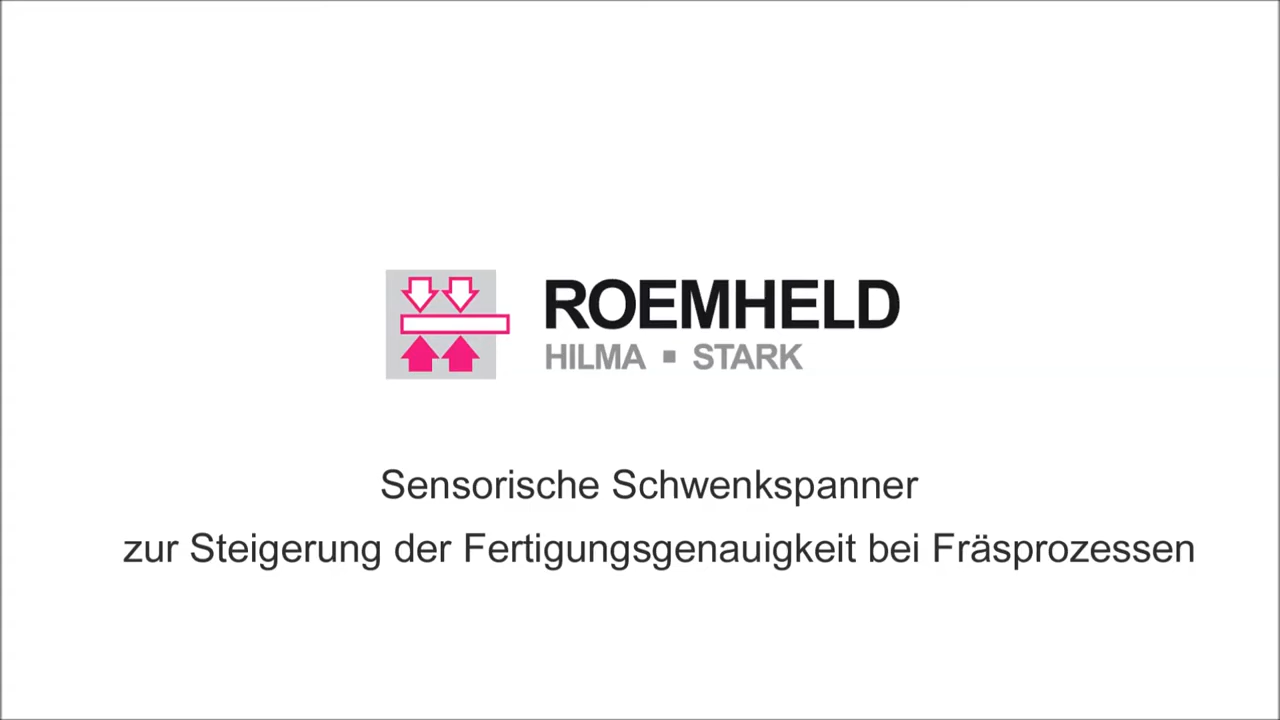 ROEMHELD
HILMA ▪ STARK
Sensorische Schwenkspanner
zur Steigerung der Fertigungsgenauigkeit bei Fräsprozessen